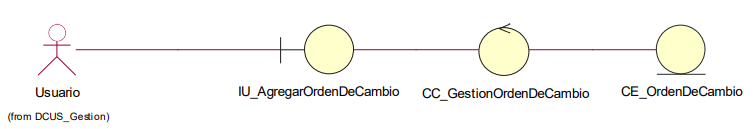 Usuario
IU_AgregarOrdenDeCambio
CC_GestionOrdenDeCambio
CE_OrdenDeCambio
(from DCUS_Gestion)